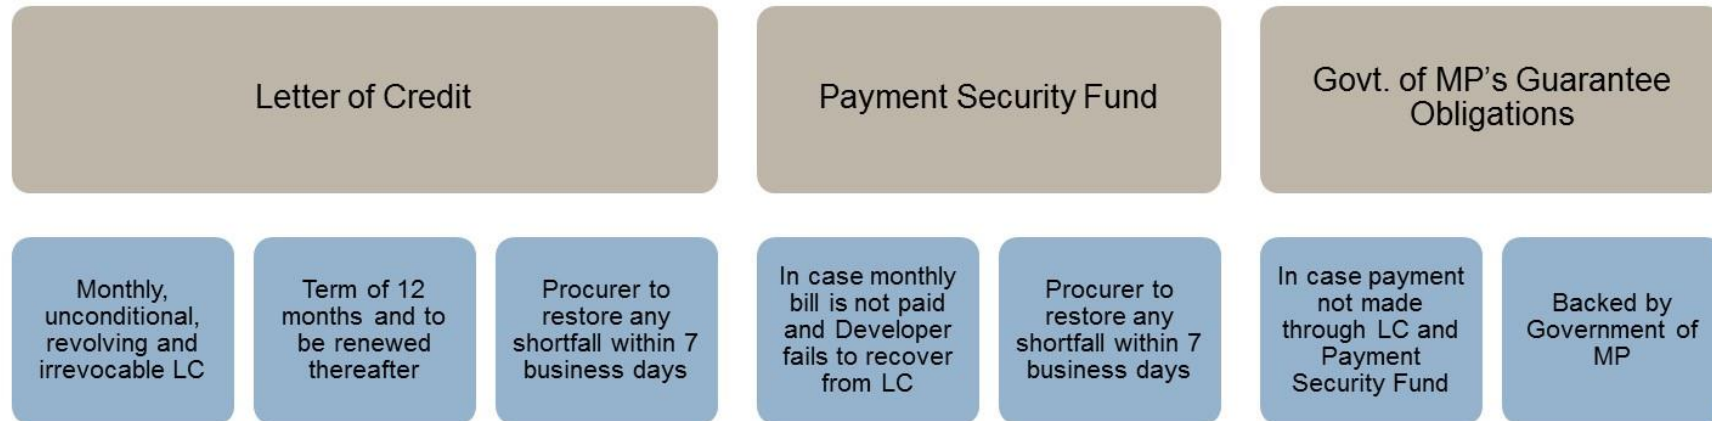 Letter of Credit
Payment Security Fund
Govt. of MP's Guarantee
Obligations
Monthly,
unconditional,
revolving and
irrevocable LC
Term of 12
months and to
be renewed
thereafter
Procurer to
restore any
shortfall within 7
business days
In case monthly
bill is not paid
and Developer
fails to recover
from LC
Procurer to
restore any
shortfall within 7
business days
In case payment
not made
through LC and
Payment
Security Fund
Backed by
Government of
MP